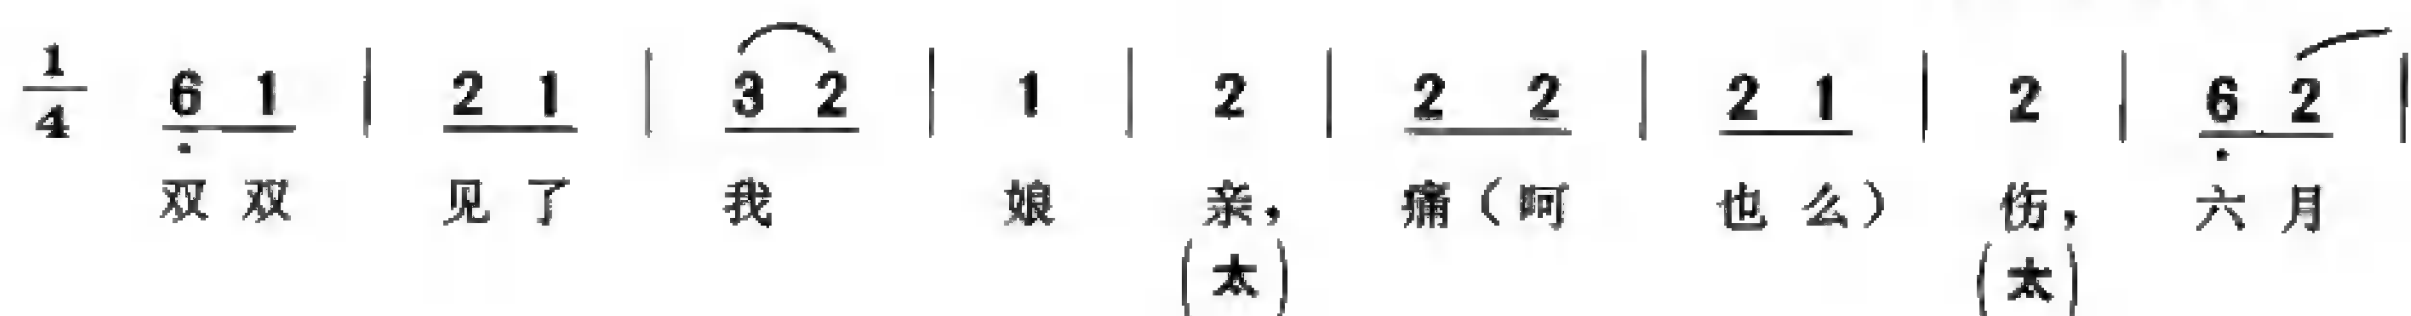 1/4 6 1 | 2 1 | 3 2 | 1 | 2 | 2 2 | 2 1 | 2 | 6 2 |
双 双 见 了 我 娘 亲，痛（呵 也 么）伤，六 月
（太）（太）